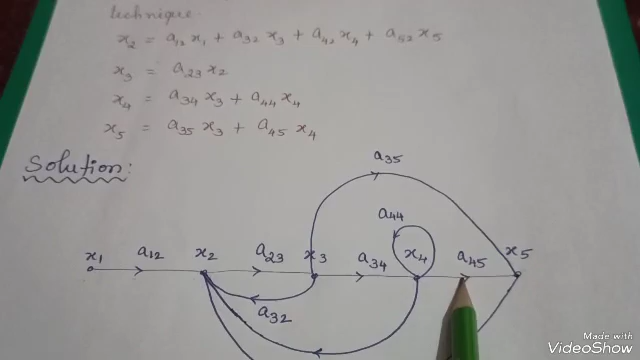 technique.
x2 = a12 x1 + a32 x3 + a42 x4 + a52 x5
x3 = a23 x2
x4 = a34 x3 + a44 x4
x5 = a35 x3 + a45 x4
Solution:
a35
a44
x1 a12 x2 a23 x3 a34 x4 a45 x5
a32
Made with
VideoShow